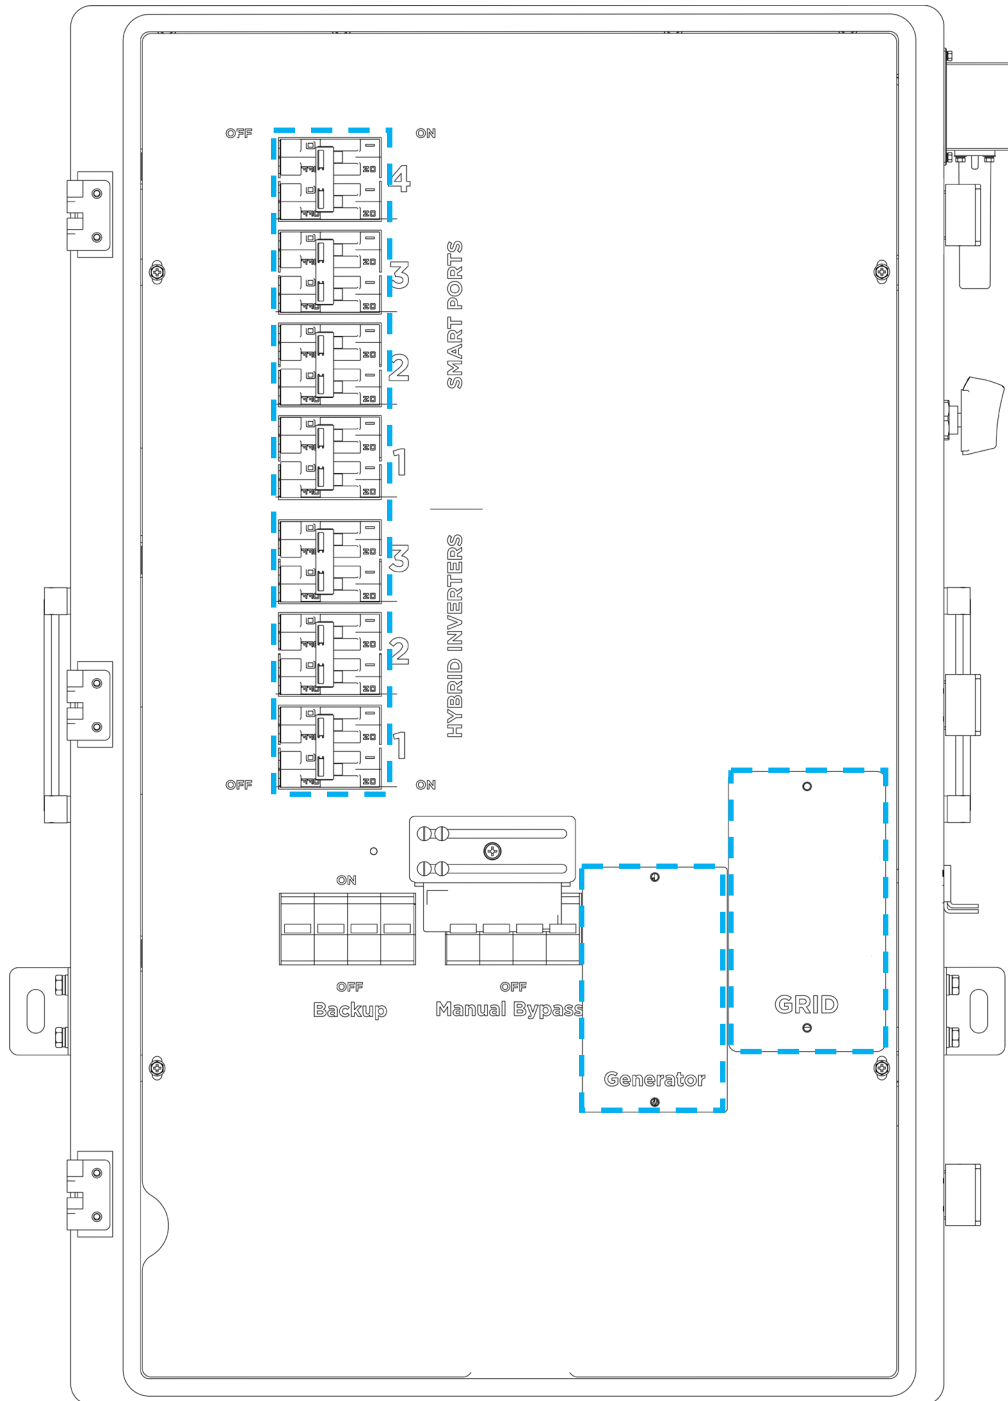 OFF ON
4
3
2
1
SMART PORTS
3
2
1
HYBRID INVERTERS
OFF ON
ON
OFF
Backup
OFF
Manual Bypass
Generator
GRID